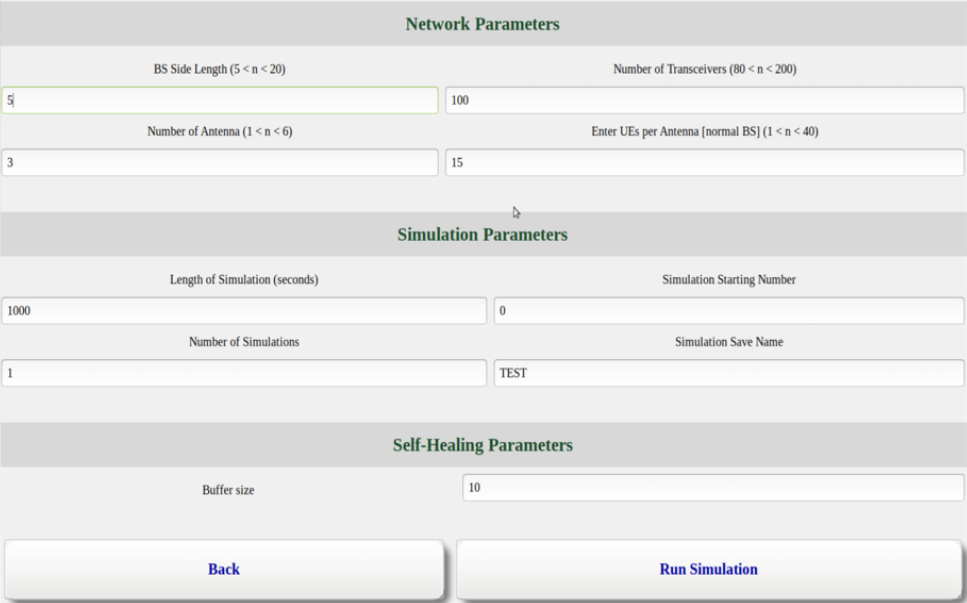 Network Parameters
BS Side Length (5 < n < 20)
Number of Transceivers (80 < n < 200)
5
100
Number of Antenna (1 < n < 6)
Enter UEs per Antenna [normal BS] (1 < n < 40)
3
15
Simulation Parameters
Length of Simulation (seconds)
Simulation Starting Number
1000
0
Number of Simulations
Simulation Save Name
1
TEST
Self-Healing Parameters
Buffer size
10
Back
Run Simulation